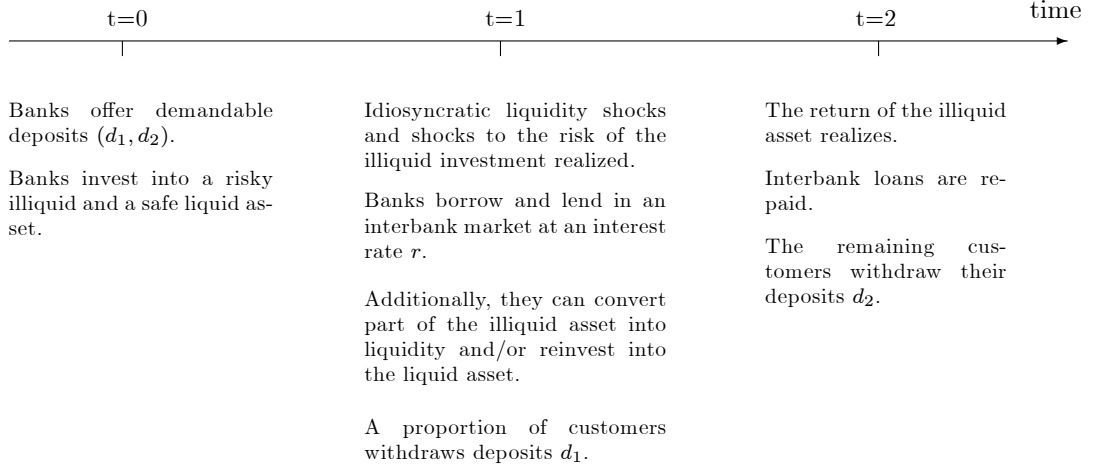 t=0 t=1 t=2 time
Banks offer demandable
deposits (d₁, d₂).
Banks invest into a risky
illiquid and a safe liquid as-
set.
Idiosyncratic liquidity shocks
and shocks to the risk of the
illiquid investment realized.
Banks borrow and lend in an
interbank market at an interest
rate r.
Additionally, they can convert
part of the illiquid asset into
liquidity and/or reinvest into
the liquid asset.
A proportion of customers
withdraws deposits d₁.
The return of the illiquid
asset realizes.
Interbank loans are re-
paid.
The remaining cus-
tomers withdraw their
deposits d₂.